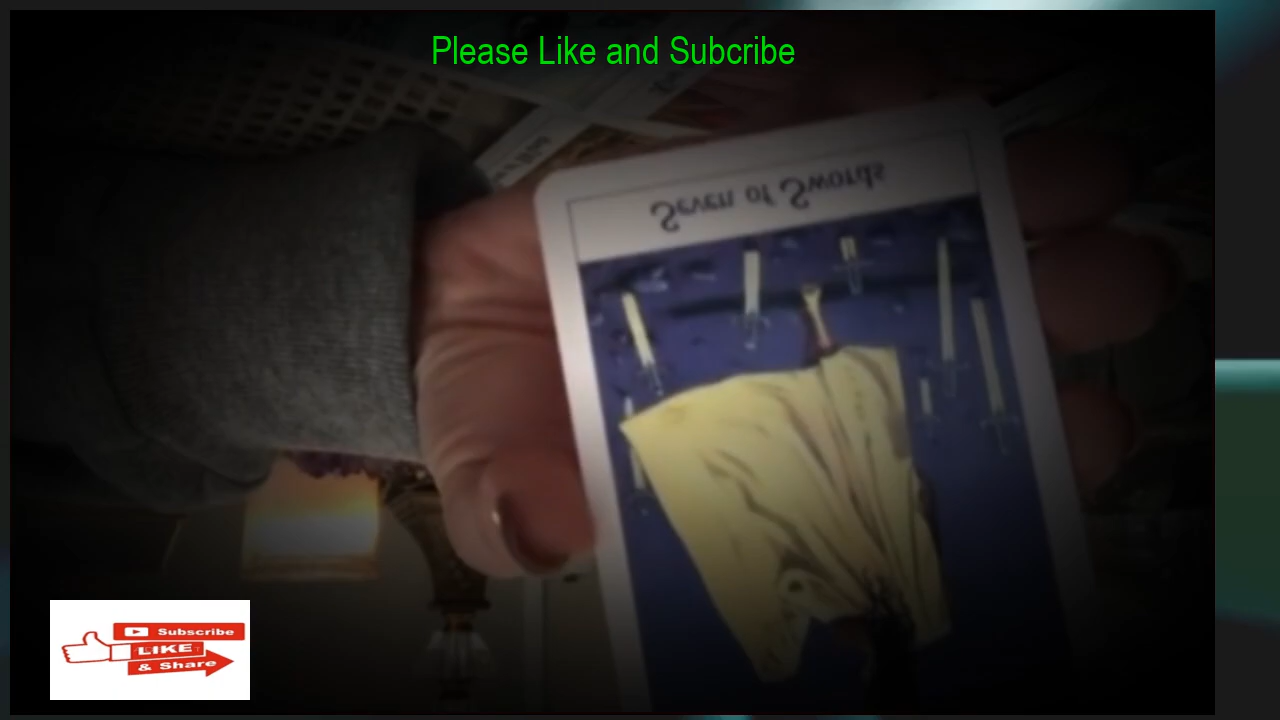 Please Like and Subcribe
Seven of Swords
Subscribe
LIKE
& Share